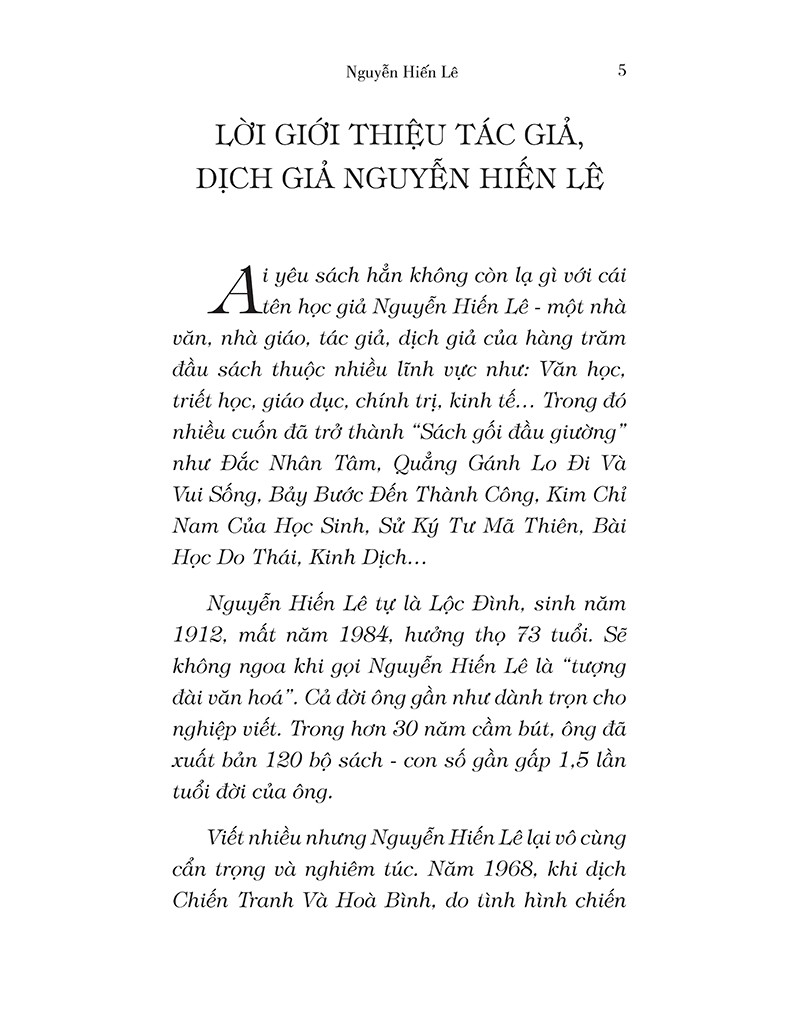 Nguyễn Hiến Lê 5
LỜI GIỚI THIỆU TÁC GIẢ,
DỊCH GIẢ NGUYỄN HIẾN LÊ
Ai yêu sách hẳn không còn lạ gì với cái
tên học giả Nguyễn Hiến Lê - một nhà
văn, nhà giáo, tác giả, dịch giả của hàng trăm
đầu sách thuộc nhiều lĩnh vực như: Văn học,
triết học, giáo dục, chính trị, kinh tế… Trong đó
nhiều cuốn đã trở thành “Sách gối đầu giường”
như Đắc Nhân Tâm, Quẳng Gánh Lo Đi Và
Vui Sống, Bảy Bước Đến Thành Công, Kim Chỉ
Nam Của Học Sinh, Sử Ký Tư Mã Thiên, Bài
Học Do Thái, Kinh Dịch…
Nguyễn Hiến Lê tự là Lộc Đình, sinh năm
1912, mất năm 1984, hưởng thọ 73 tuổi. Sẽ
không ngoa khi gọi Nguyễn Hiến Lê là “tượng
đài văn hoá”. Cả đời ông gần như dành trọn cho
nghiệp viết. Trong hơn 30 năm cầm bút, ông đã
xuất bản 120 bộ sách - con số gần gấp 1,5 lần
tuổi đời của ông.
Viết nhiều nhưng Nguyễn Hiến Lê lại vô cùng
cẩn trọng và nghiêm túc. Năm 1968, khi dịch
Chiến Tranh Và Hoà Bình, do tình hình chiến